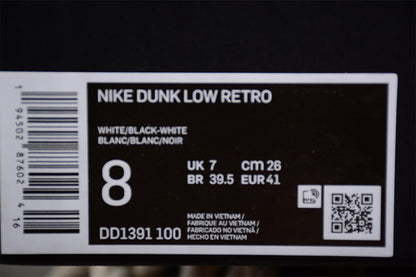 NIKE DUNK LOW RETRO
WHITE/BLACK-WHITE
BLANC/BLANC/NOIR
8
UK 7 cm 26
BR 39.5 EUR 41
DD1391 100
MADE IN VIETNAM /
FABRIQUE AU VIETNAM /
FABRICADO NO VIETNÃ /
HECHO EN VIETNAM
1 94502 87602 4 16